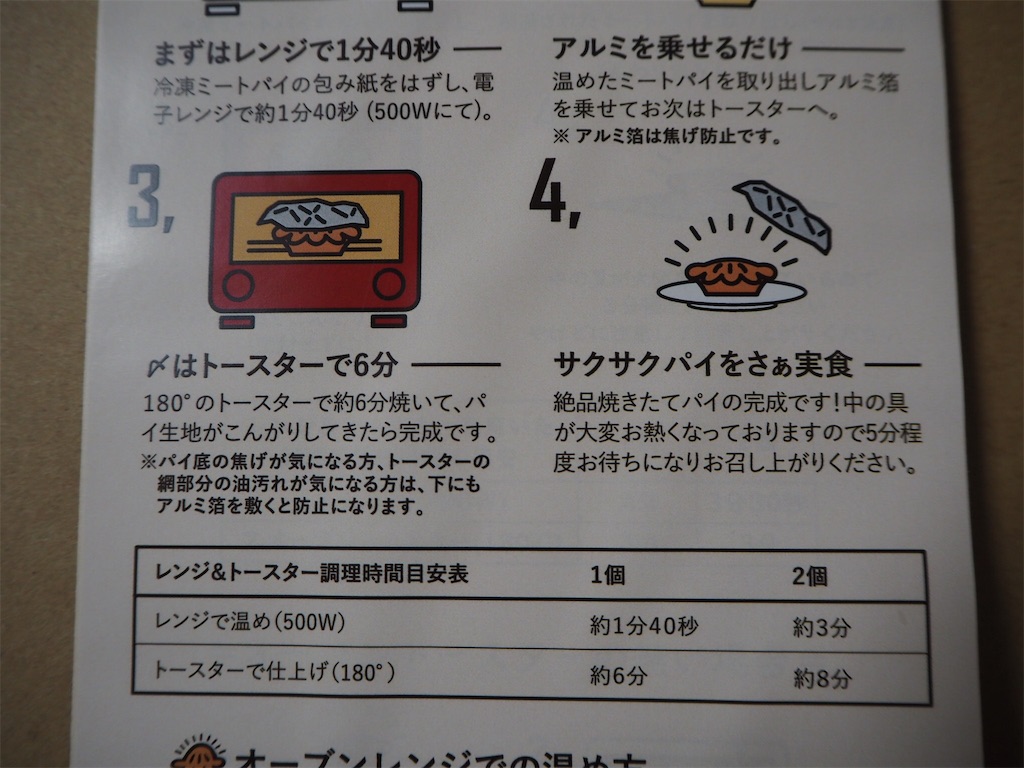 まずはレンジで1分40秒
冷凍ミートパイの包み紙をはずし、電
子レンジで約1分40秒（500Wにて）。
アルミを乗せるだけ
温めたミートパイを取り出しアルミ箔
を乗せてお次はトースターへ。
※ アルミ箔は焦げ防止です。
3,
〆はトースターで6分
180°のトースターで約6分焼いて、パ
イ生地がこんがりしてきたら完成です。
※パイ底の焦げが気になる方、トースターの
網部分の油汚れが気になる方は、下にも
アルミ箔を敷くと防止になります。
4,
サクサクパイをさぁ実食
絶品焼きたてパイの完成です！中の具
が大変お熱くなっておりますので5分程
度お待ちになりお召し上がりください。
レンジ&トースター調理時間目安表 1個 2個
レンジで温め（500W） 約1分40秒 約3分
トースターで仕上げ（180°） 約6分 約8分
オーブンレンジでの温め方